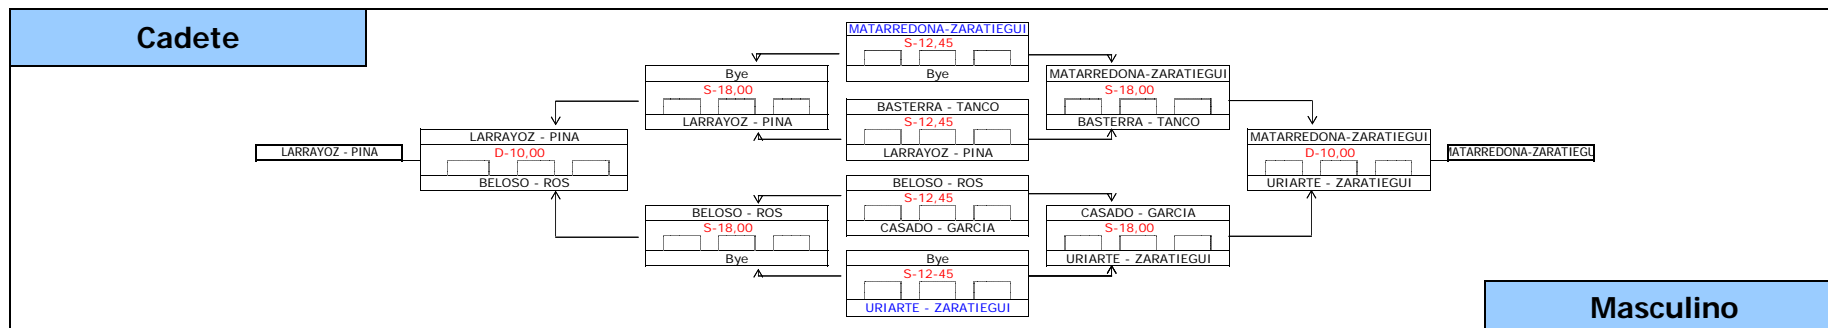 Cadete
MATARREDONA-ZARATIEGUI
S-12,45
Bye
Bye
S-18,00
LARRAYOZ - PINA
MATARREDONA-ZARATIEGUI
S-18,00
BASTERRA - TANCO
BASTERRA - TANCO
S-12,45
LARRAYOZ - PINA
LARRAYOZ - PINA
LARRAYOZ - PINA
D-10,00
BELOSO - ROS
MATARREDONA-ZARATIEGUI
D-10,00
URIARTE - ZARATIEGUI
MATARREDONA-ZARATIEGU
BELOSO - ROS
S-12,45
CASADO - GARCIA
BELOSO - ROS
S-18,00
Bye
CASADO - GARCIA
S-18,00
URIARTE - ZARATIEGUI
Bye
S-12-45
URIARTE - ZARATIEGUI
Masculino